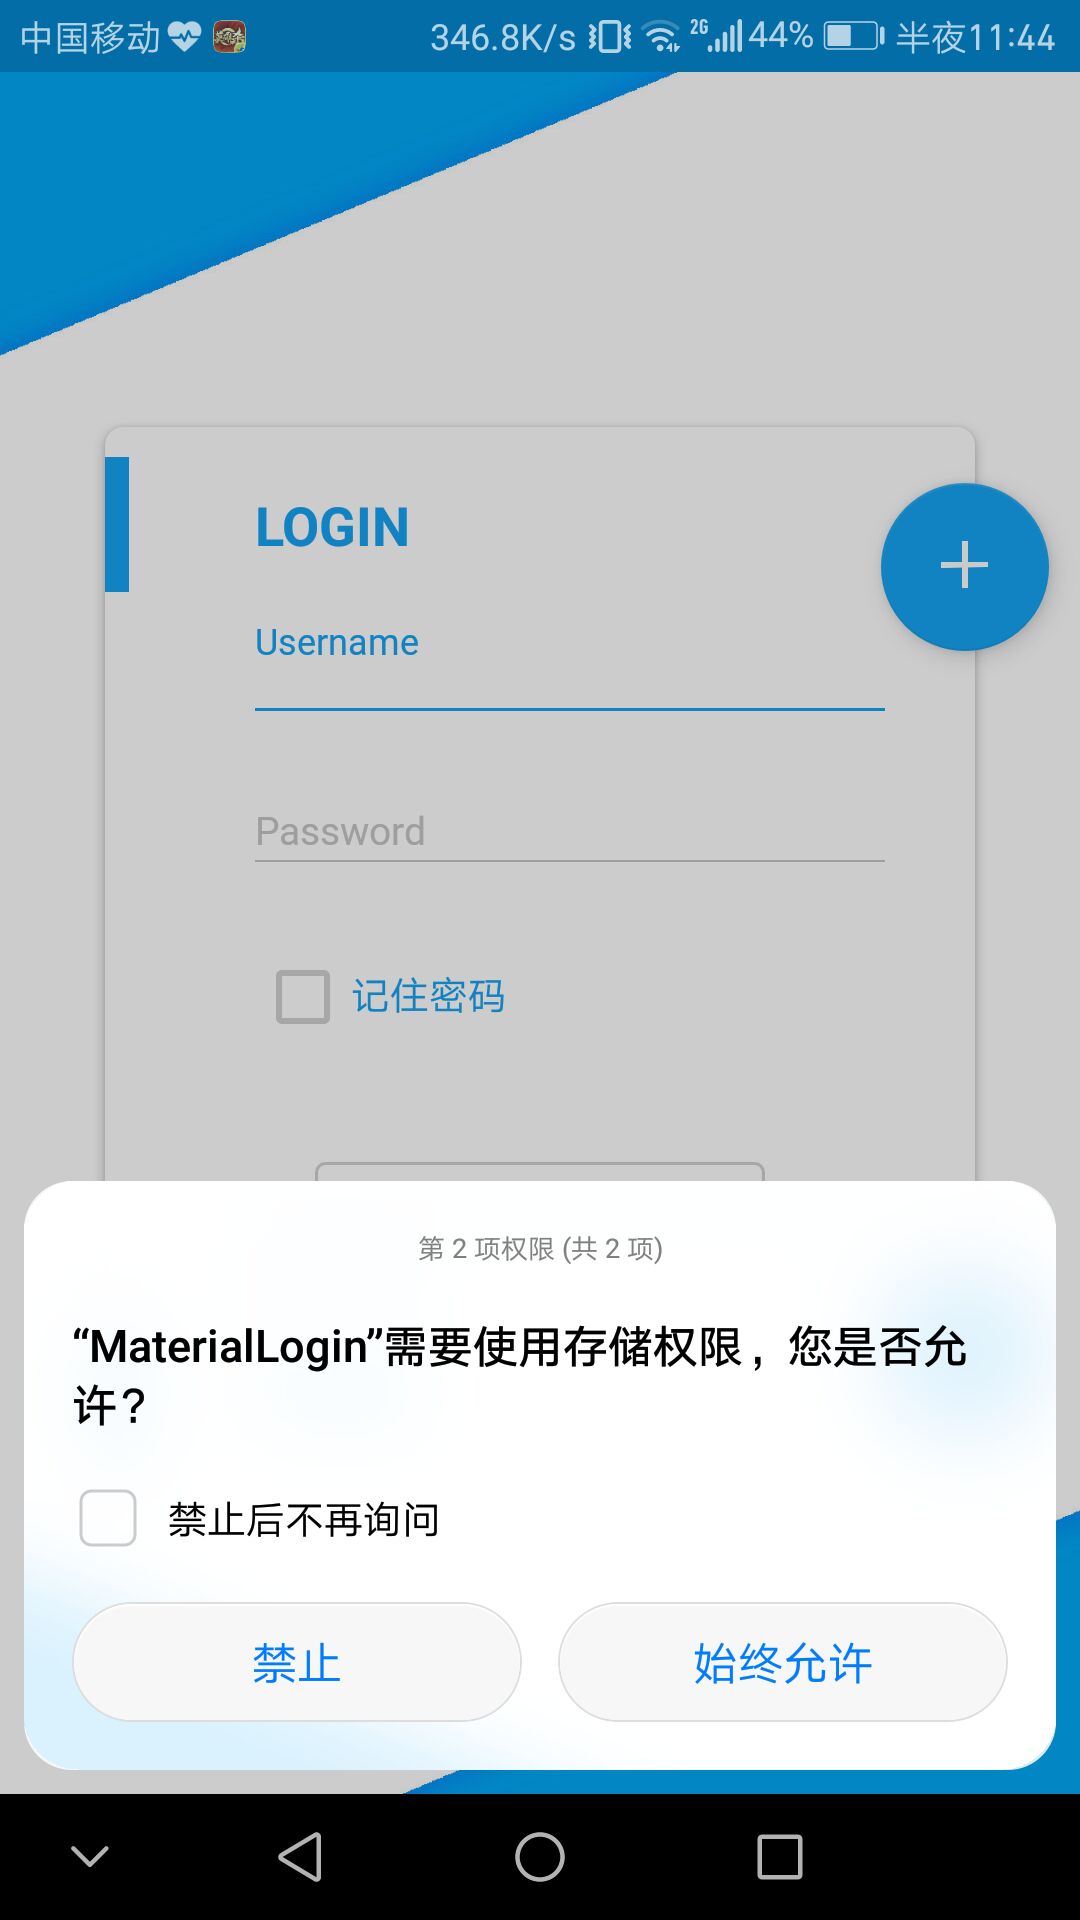 中国移动 346.8K/s 2G 44% 半夜11:44
LOGIN
Username
Password
记住密码
第 2 项权限 (共 2 项)
“MaterialLogin”需要使用存储权限，您是否允
许？
禁止后不再询问
禁止 始终允许